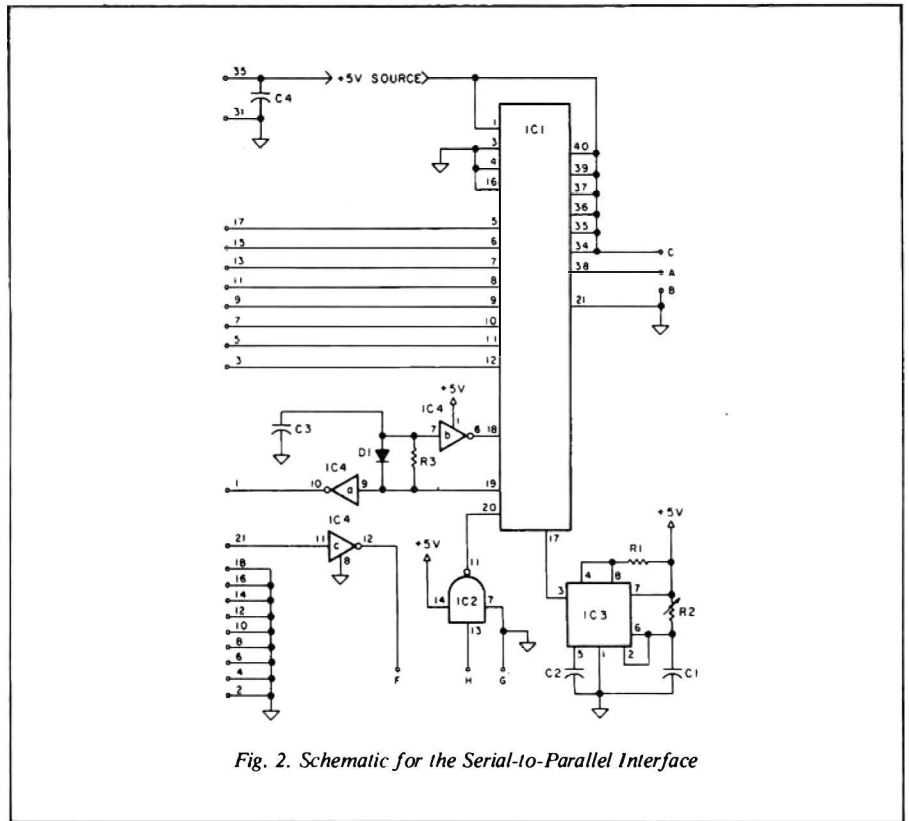 35
+5V SOURCE
C4
31
1
IC1
3
4
16
40
39
37
36
35
34
C
38
A
B
21
17
5
15
6
13
7
11
8
9
9
7
10
5
11
3
12
+5V
IC4
1
7
b
6
18
C3
D1
R3
IC4
1
10
a
9
19
20
IC4
21
11
c
12
8
+5V
11
14
IC2
7
13
17
+5V
R1
4
8
3
7
IC3
R2
6
5
1
2
C2
C1
18
16
14
12
10
8
6
4
2
F
H
G
Fig. 2. Schematic for the Serial-to-Parallel Interface